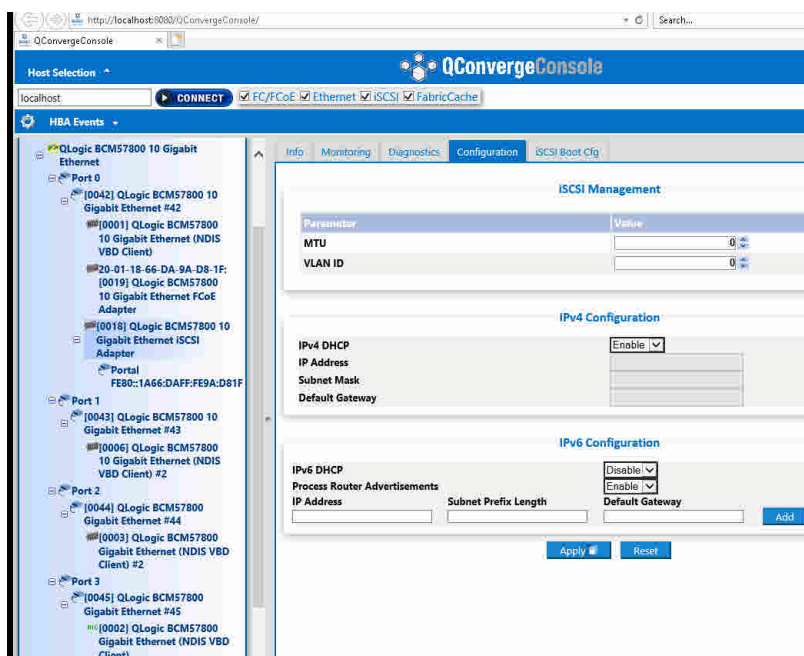 http://localhost:8080/QConvergeConsole/
Search...
QConvergeConsole
Host Selection
QConvergeConsole
localhost
CONNECT
FC/FCoE Ethernet iSCSI FabricCache
HBA Events
QLogic BCM57800 10 Gigabit
Ethernet
Port 0
[0042] QLogic BCM57800 10
Gigabit Ethernet #42
[0001] QLogic BCM57800
10 Gigabit Ethernet (NDIS
VBD Client)
20-01-18-66-DA-9A-D8-1F:
[0019] QLogic BCM57800
10 Gigabit Ethernet FCoE
Adapter
[0018] QLogic BCM57800 10
Gigabit Ethernet iSCSI
Adapter
Portal
FE80::1A66:DAFF:FE9A:D81F
Port 1
[0043] QLogic BCM57800 10
Gigabit Ethernet #43
[0006] QLogic BCM57800
10 Gigabit Ethernet (NDIS
VBD Client) #2
Port 2
[0044] QLogic BCM57800
Gigabit Ethernet #44
[0003] QLogic BCM57800
Gigabit Ethernet (NDIS VBD
Client) #2
Port 3
[0045] QLogic BCM57800
Gigabit Ethernet #45
[0002] QLogic BCM57800
Gigabit Ethernet (NDIS VBD
Client)
Info Monitoring Diagnostics Configuration iSCSI Boot Cfg
iSCSI Management
Parameter Value
MTU 0
VLAN ID 0
IPv4 Configuration
IPv4 DHCP Enable
IP Address
Subnet Mask
Default Gateway
IPv6 Configuration
IPv6 DHCP Disable
Process Router Advertisements Enable
IP Address Subnet Prefix Length Default Gateway
Add
Apply Reset